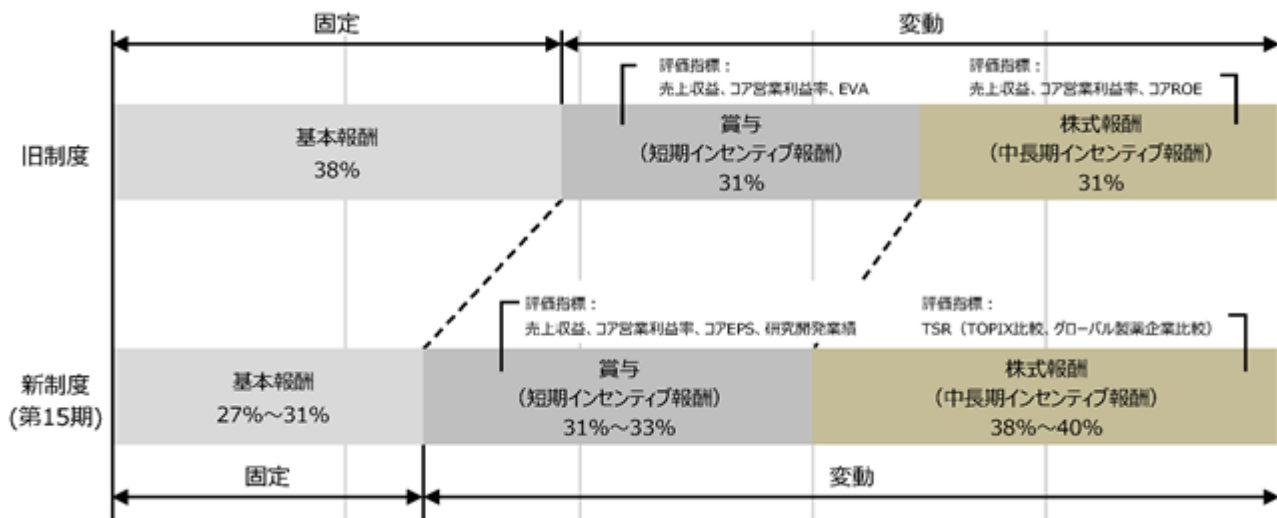 固定
変動
評価指標：
売上収益、コア営業利益率、EVA
評価指標：
売上収益、コア営業利益率、コアROE
旧制度
基本報酬
38%
賞与
(短期インセンティブ報酬)
31%
株式報酬
(中長期インセンティブ報酬)
31%
評価指標：
売上収益、コア営業利益率、コアEPS、研究開発業績
評価指標：
TSR（TOPIX比較、グローバル製薬企業比較）
新制度
(第15期)
基本報酬
27%～31%
賞与
(短期インセンティブ報酬)
31%～33%
株式報酬
(中長期インセンティブ報酬)
38%～40%
固定
変動